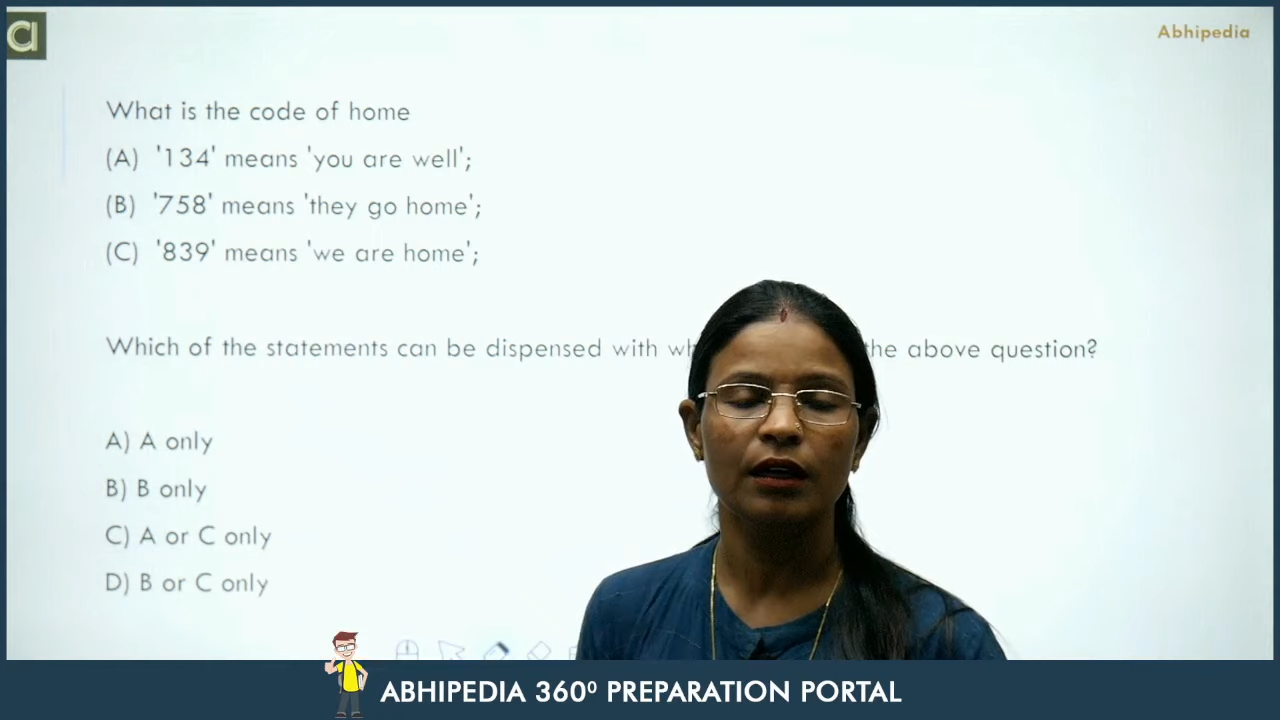 a
Abhipedia
What is the code of home
(A) '134' means 'you are well';
(B) '758' means 'they go home';
(C) '839' means 'we are home';
Which of the statements can be dispensed with the above question?
A) A only
B) B only
C) A or C only
D) B or C only
ABHIPEDIA 360⁰ PREPARATION PORTAL